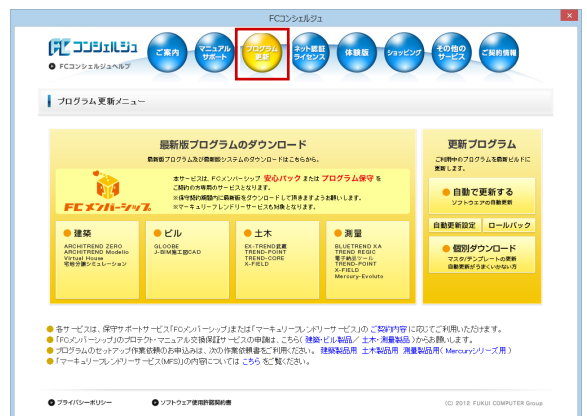 FCコンシェルジュ
FC コンシェルジュ
FCコンシェルジュヘルプ
ご案内
マニュアル
サポート
プログラム
更新
ネット認証
ライセンス
体験版
ショッピング
その他の
サービス
ご契約情報
プログラム更新メニュー
最新版プログラムのダウンロード
最新版プログラム及び最新版システムのダウンロードはこちらから。
FCメンバーシップ
本サービスは、FCメンバーシップ 安心パック または プログラム保守 を
ご契約の方専用のサービスとなります。
※保守契約期間内に最新版をダウンロードして頂きますようお願いします。
※マーキュリーフレンドリーサービスも対象となります。
建築
ARCHITREND ZERO
ARCHITREND Modelio
Virtual House
宅地分譲シミュレーション
ビル
GLOOBE
J-BIM施工図CAD
土木
EX-TREND武蔵
TREND-POINT
TREND-CORE
X-FIELD
測量
BLUETREND XA
TREND REGIC
電子納品ツール
TREND-POINT
X-FIELD
Mercury-Evoluto
更新プログラム
ご利用中のプログラムを最新ビルドに
更新します。
自動で更新する
ソフトウェアの自動更新
自動更新設定
ロールバック
個別ダウンロード
マスタ/テンプレートの更新
自動更新がうまくいかない方
各サービスは、保守サポートサービス「FCメンバーシップ」または「マーキュリーフレンドリーサービス」の ご契約内容 に応じてご利用いただけます。
「FCメンバーシップ」のプロテクト・マニュアル交換保証サービスの申請は、こちら( 建築・ビル製品 / 土木・測量製品 )からお願いします。
プログラムのセットアップ作業依頼のお申込みは、次の作業依頼書をご利用ください。 建築製品用 土木製品用 測量製品用( Mercuryシリーズ用 )
「マーキュリーフレンドリーサービス(MFS)」の内容については こちら をご覧ください。
プライバシーポリシー
ソフトウェア使用許諾契約書
(C) 2012 FUKUI COMPUTER Group